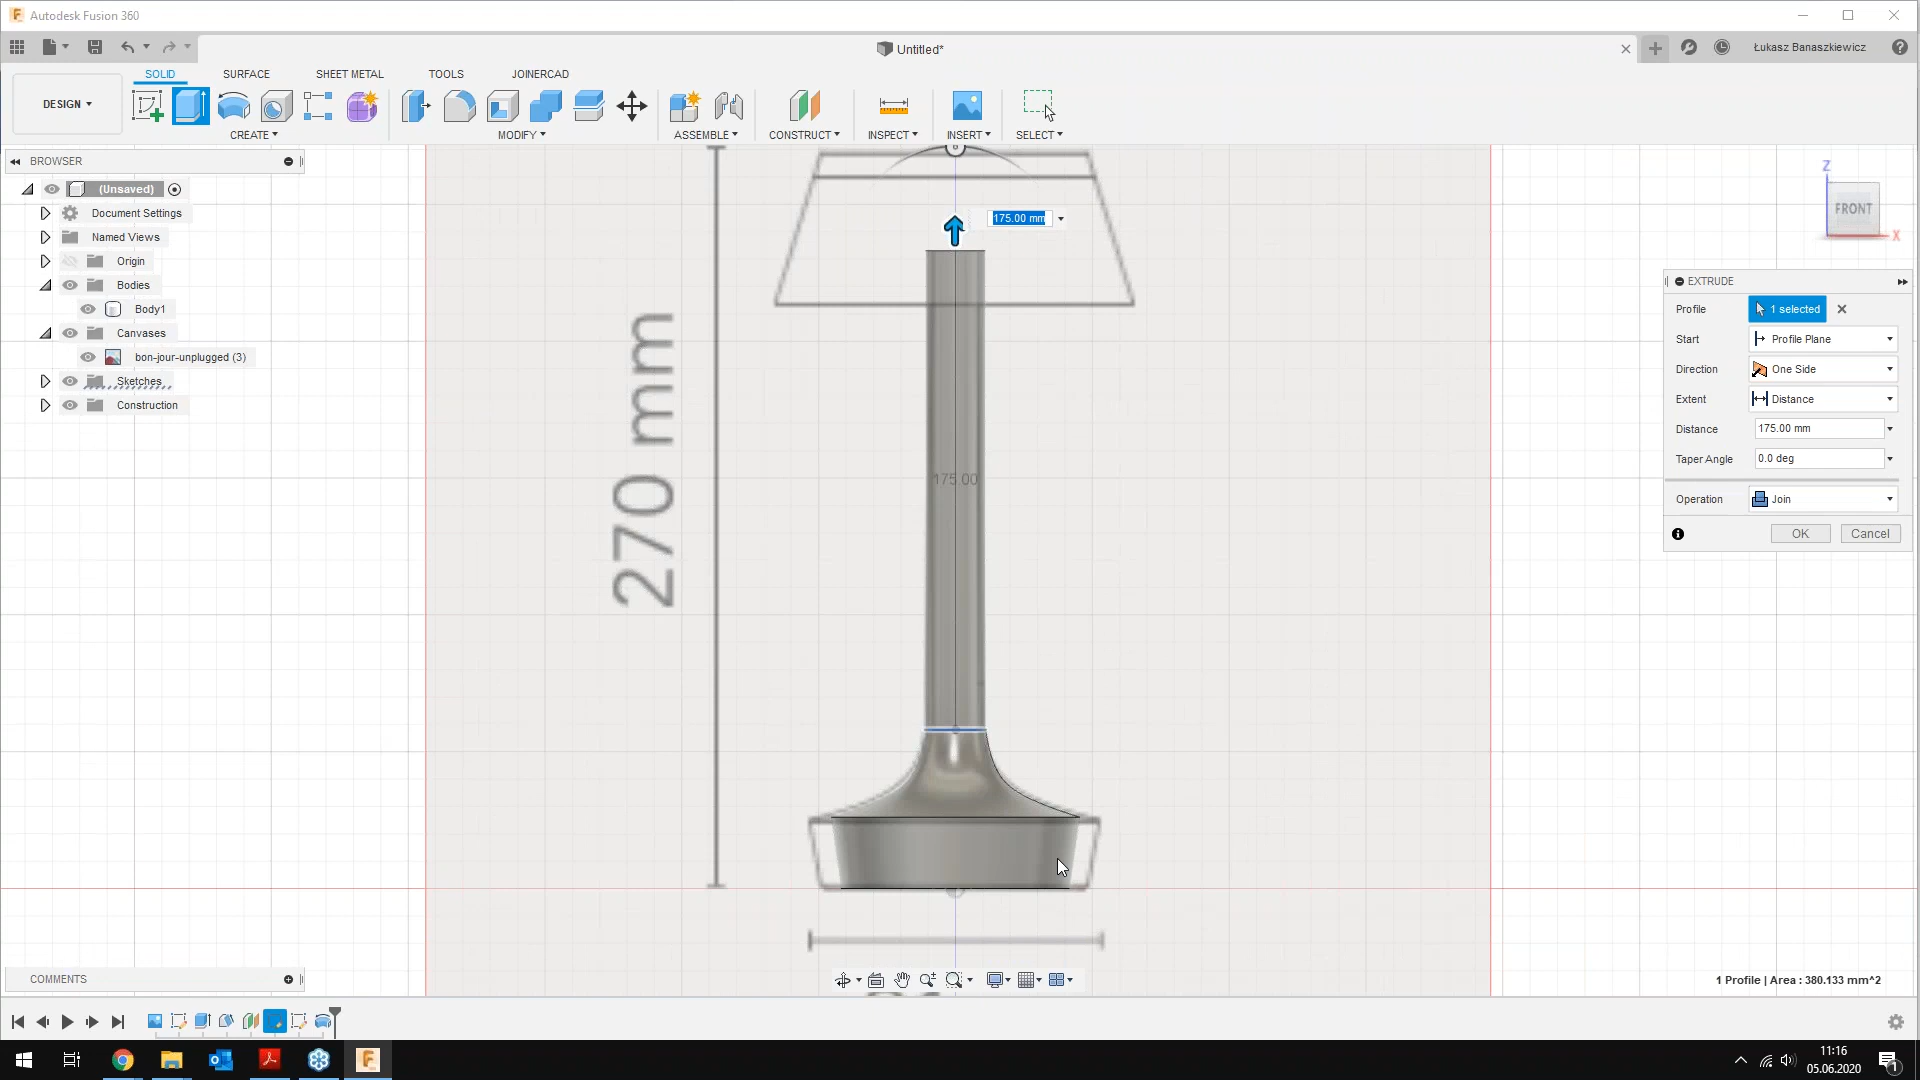 Autodesk Fusion 360
Untitled*
Łukasz Banaszkiewicz
SOLID SURFACE SHEET METAL TOOLS JOINERCAD
DESIGN
CREATE MODIFY ASSEMBLE CONSTRUCT INSPECT INSERT SELECT
BROWSER
(Unsaved)
Document Settings
Named Views
Origin
Bodies
Body1
Canvases
bon-jour-unplugged (3)
Sketches
Construction
175.00 mm
270 mm
175.00
Z
FRONT
X
EXTRUDE
Profile 1 selected
Start Profile Plane
Direction One Side
Extent Distance
Distance 175.00 mm
Taper Angle 0.0 deg
Operation Join
OK Cancel
COMMENTS
1 Profile | Area : 380.133 mm^2
11:16
05.06.2020
1